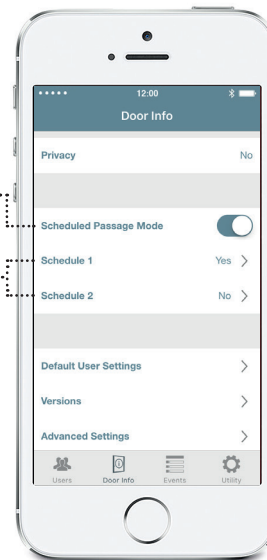 12:00
Door Info
Privacy No
Scheduled Passage Mode
Schedule 1 Yes
Schedule 2 No
Default User Settings
Versions
Advanced Settings
Users Door Info Events Utility